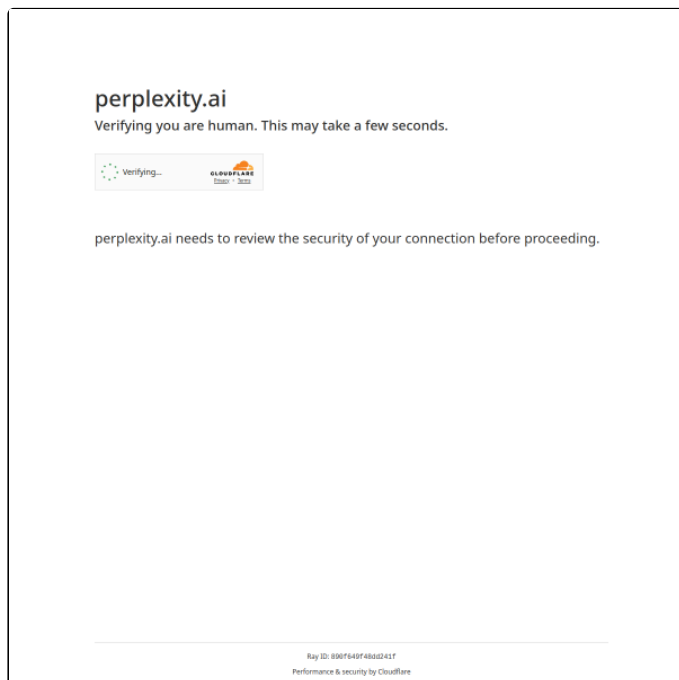 perplexity.ai
Verifying you are human. This may take a few seconds.
Verifying...
CLOUDFLARE
Privacy • Terms
perplexity.ai needs to review the security of your connection before proceeding.
Ray ID: 890f649f48dd241f
Performance & security by Cloudflare